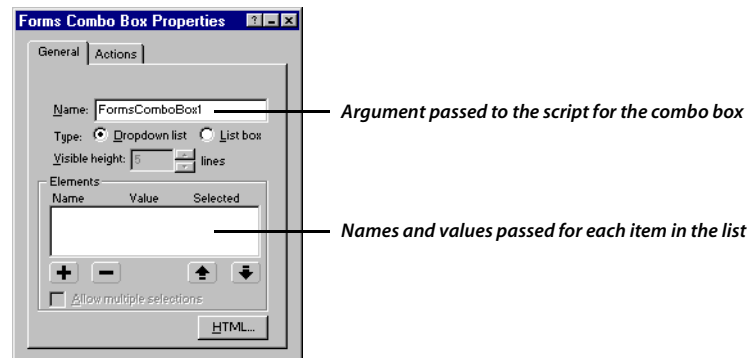 Forms Combo Box Properties
General Actions
Name: FormsComboBox1
Argument passed to the script for the combo box
Type: Dropdown list List box
Visible height: 5 lines
Elements
Name Value Selected
Names and values passed for each item in the list
Allow multiple selections
HTML...